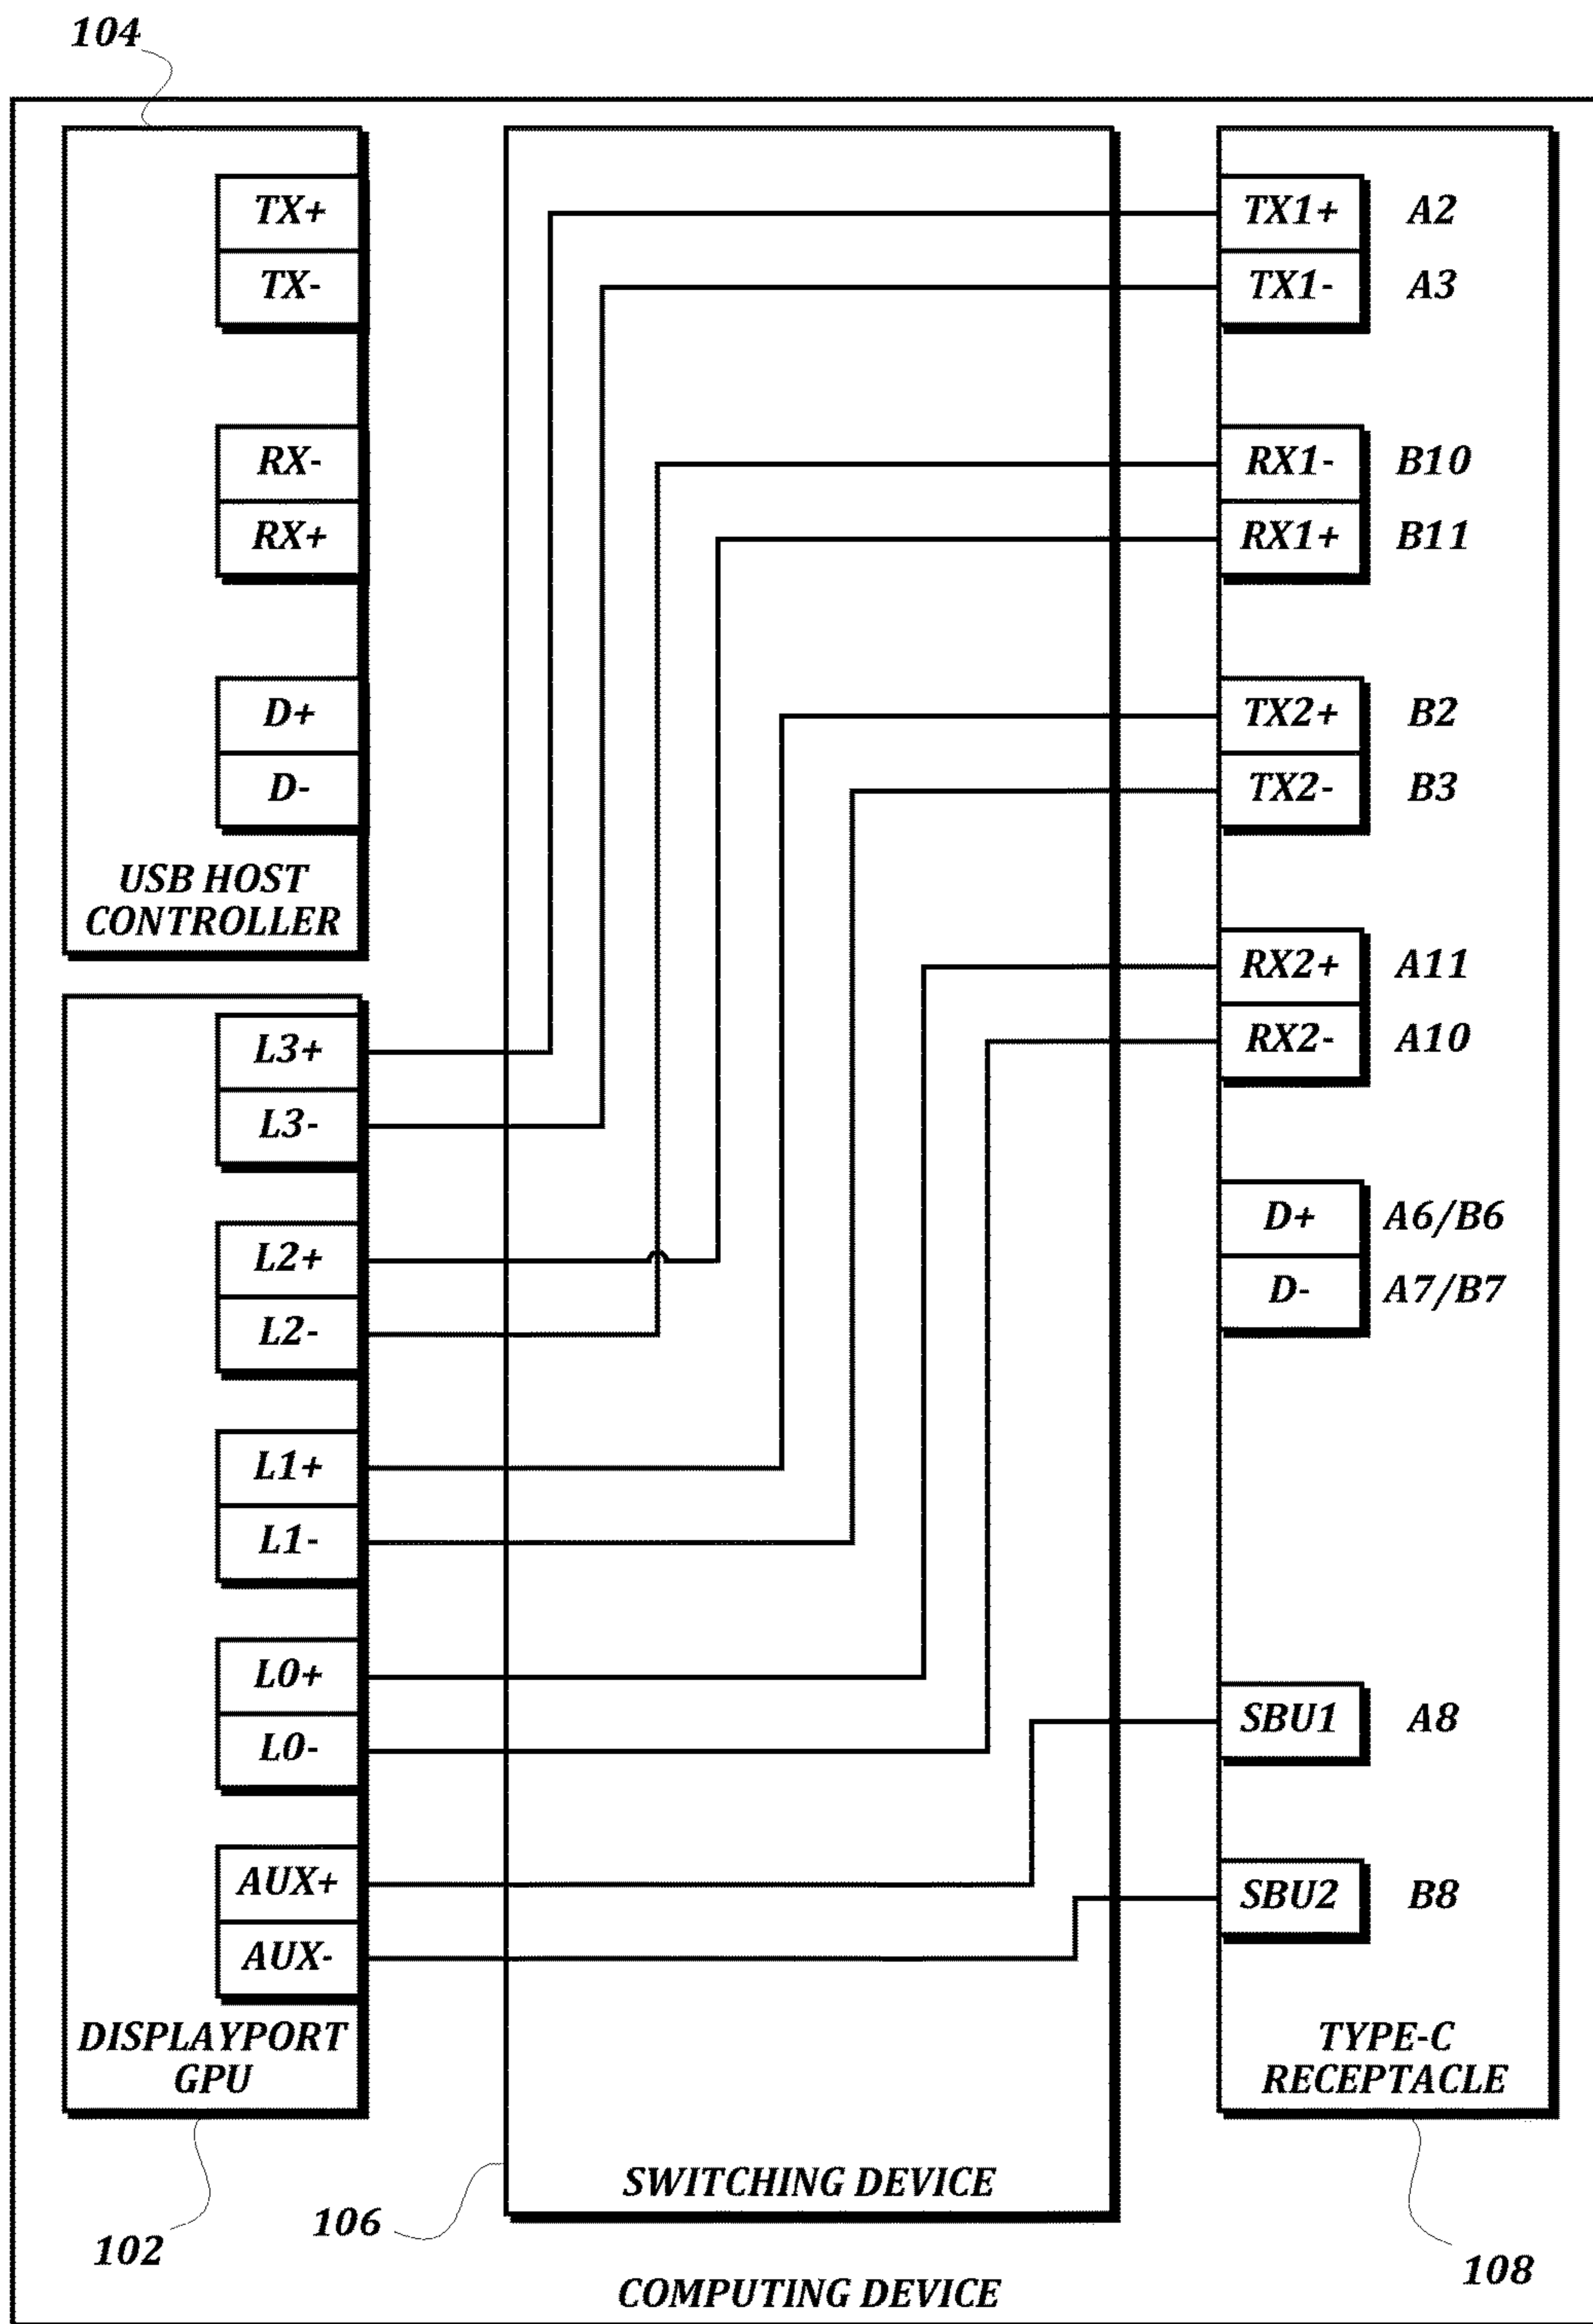 104
TX+
TX-
RX-
RX+
D+
D-
USB HOST
CONTROLLER
L3+
L3-
L2+
L2-
L1+
L1-
L0+
L0-
AUX+
AUX-
DISPLAYPORT
GPU
102
SWITCHING DEVICE
106
TX1+ A2
TX1- A3
RX1- B10
RX1+ B11
TX2+ B2
TX2- B3
RX2+ A11
RX2- A10
D+ A6/B6
D- A7/B7
SBU1 A8
SBU2 B8
TYPE-C
RECEPTACLE
108
COMPUTING DEVICE